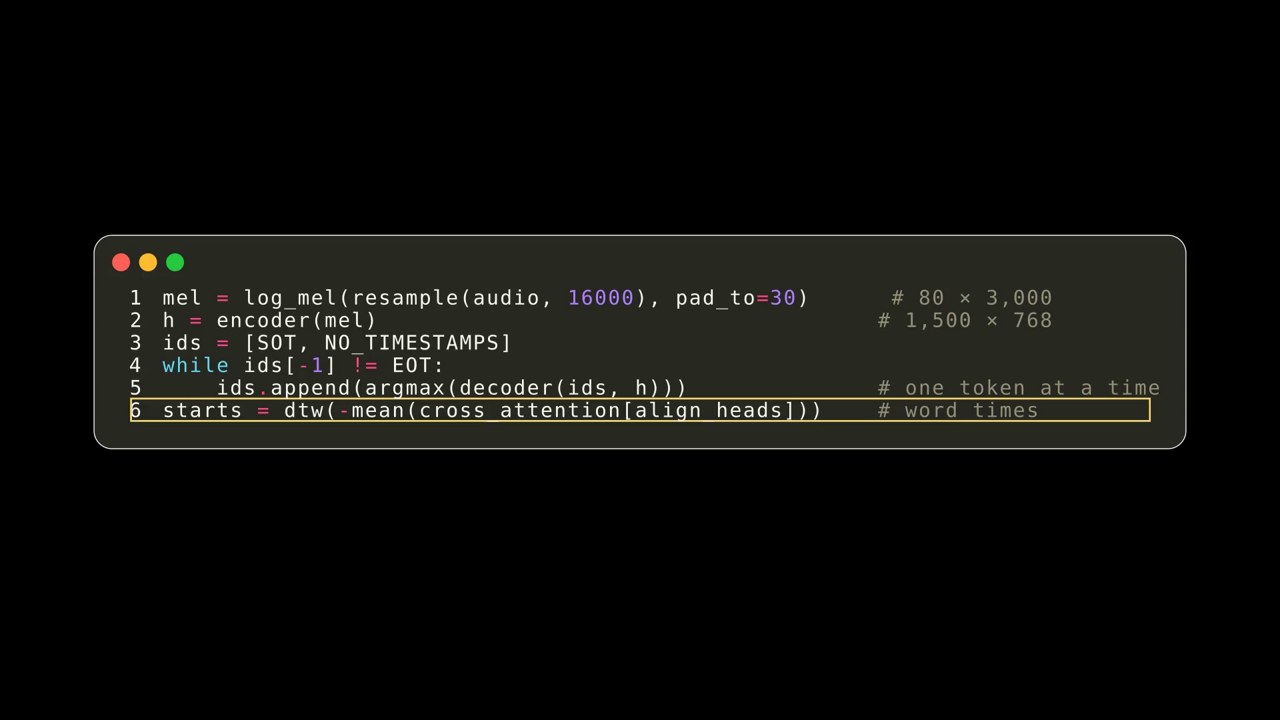 1 mel = log_mel(resample(audio, 16000), pad_to=30) # 80 × 3,000
2 h = encoder(mel) # 1,500 × 768
3 ids = [SOT, NO_TIMESTAMPS]
4 while ids[-1] != EOT:
5 ids.append(argmax(decoder(ids, h))) # one token at a time
6 starts = dtw(-mean(cross_attention[align_heads])) # word times